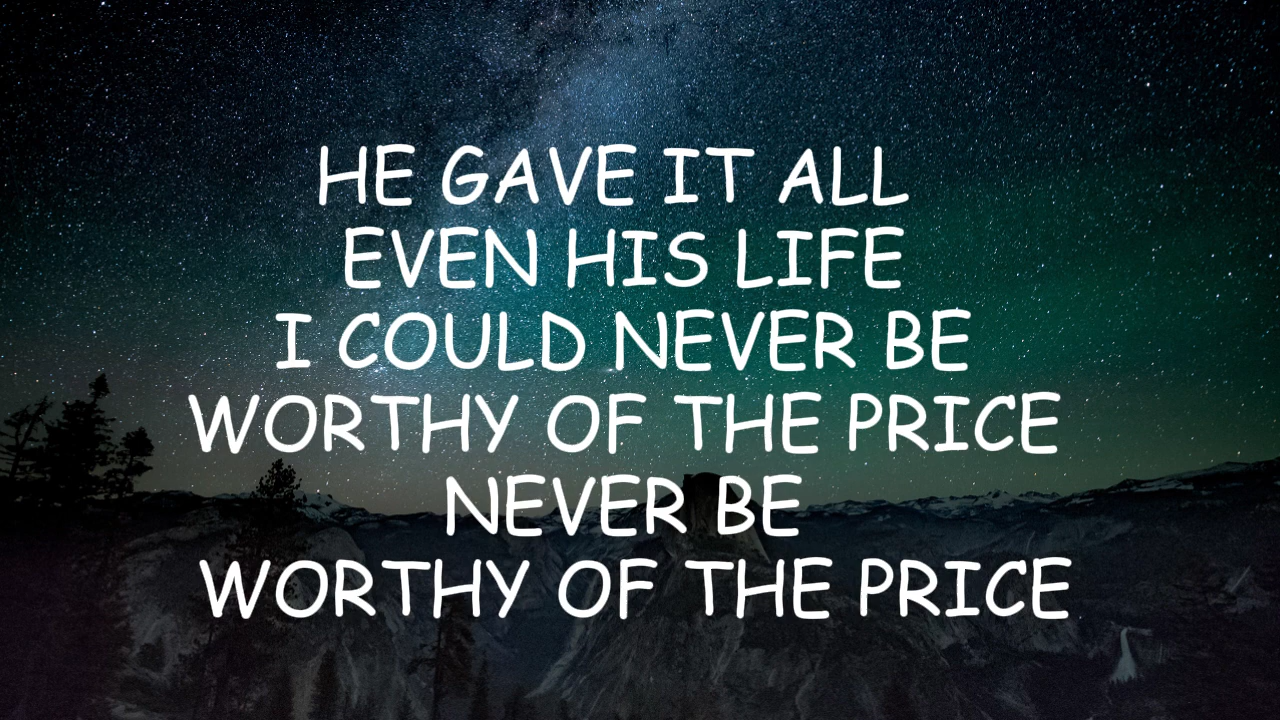 HE GAVE IT ALL
EVEN HIS LIFE
I COULD NEVER BE
WORTHY OF THE PRICE
NEVER BE
WORTHY OF THE PRICE